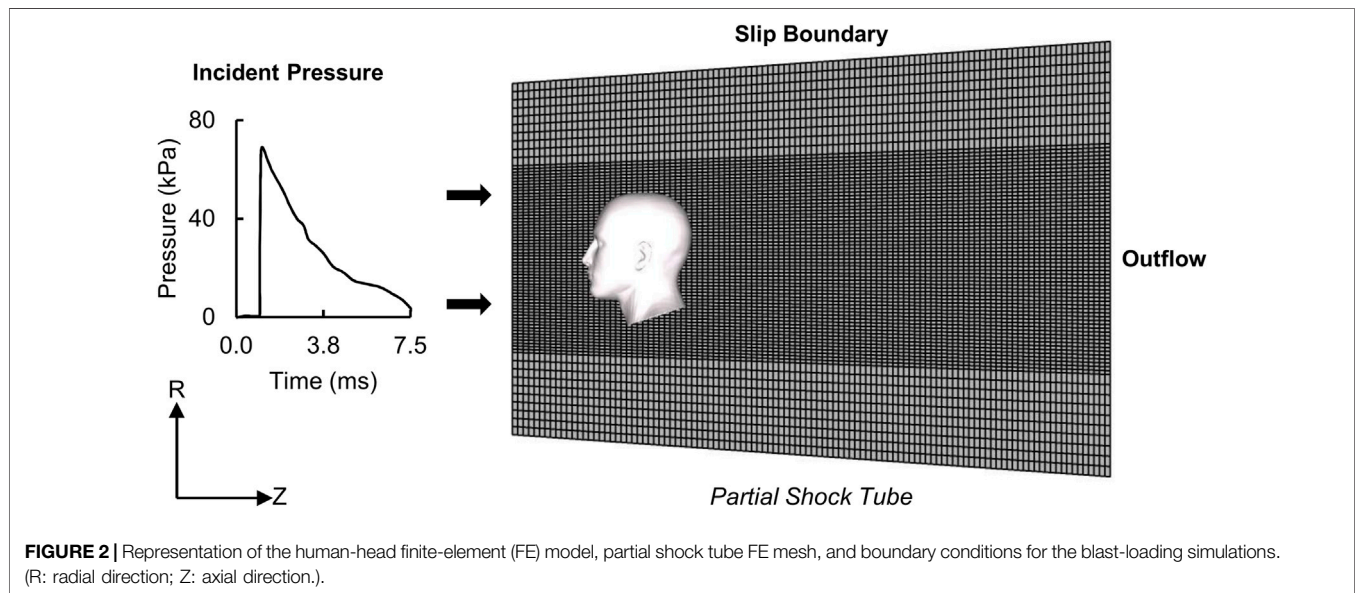 Slip Boundary
Incident Pressure
80
40
0
Pressure (kPa)
0.0 3.8 7.5
Time (ms)
R
Z
Outflow
Partial Shock Tube
FIGURE 2 | Representation of the human-head finite-element (FE) model, partial shock tube FE mesh, and boundary conditions for the blast-loading simulations.
(R: radial direction; Z: axial direction.).